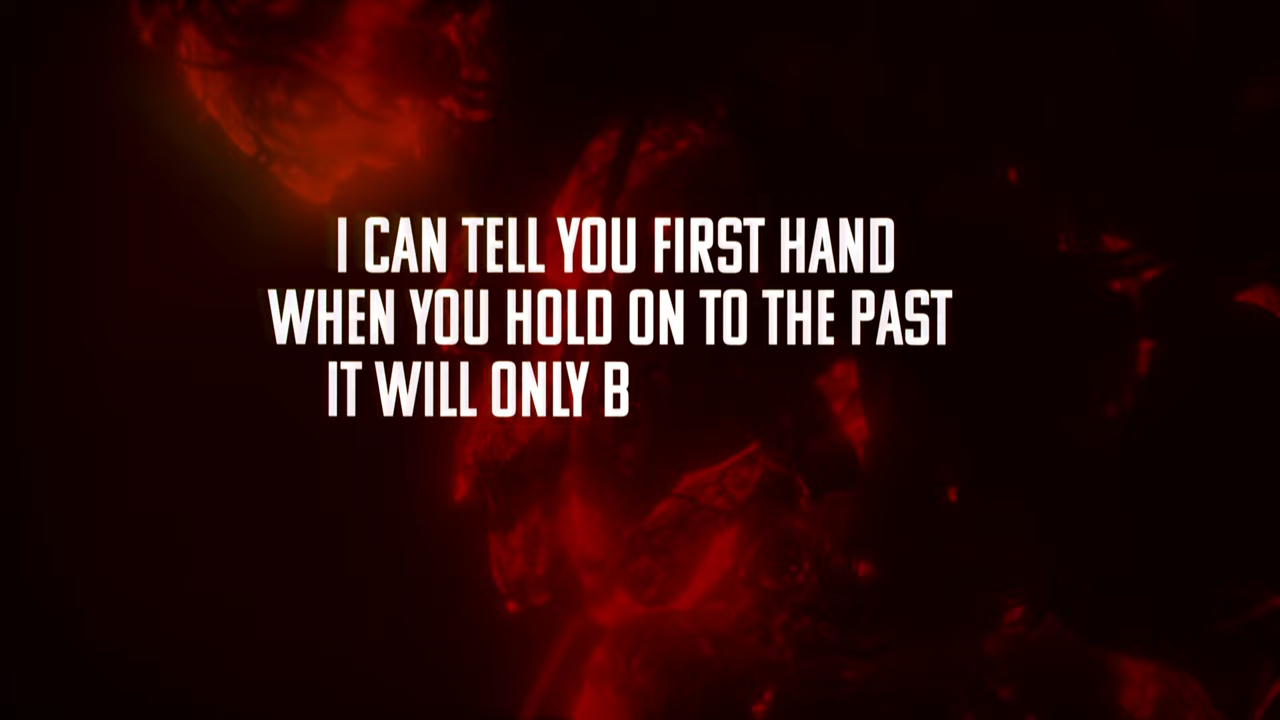 I CAN TELL YOU FIRST HAND
WHEN YOU HOLD ON TO THE PAST
IT WILL ONLY B